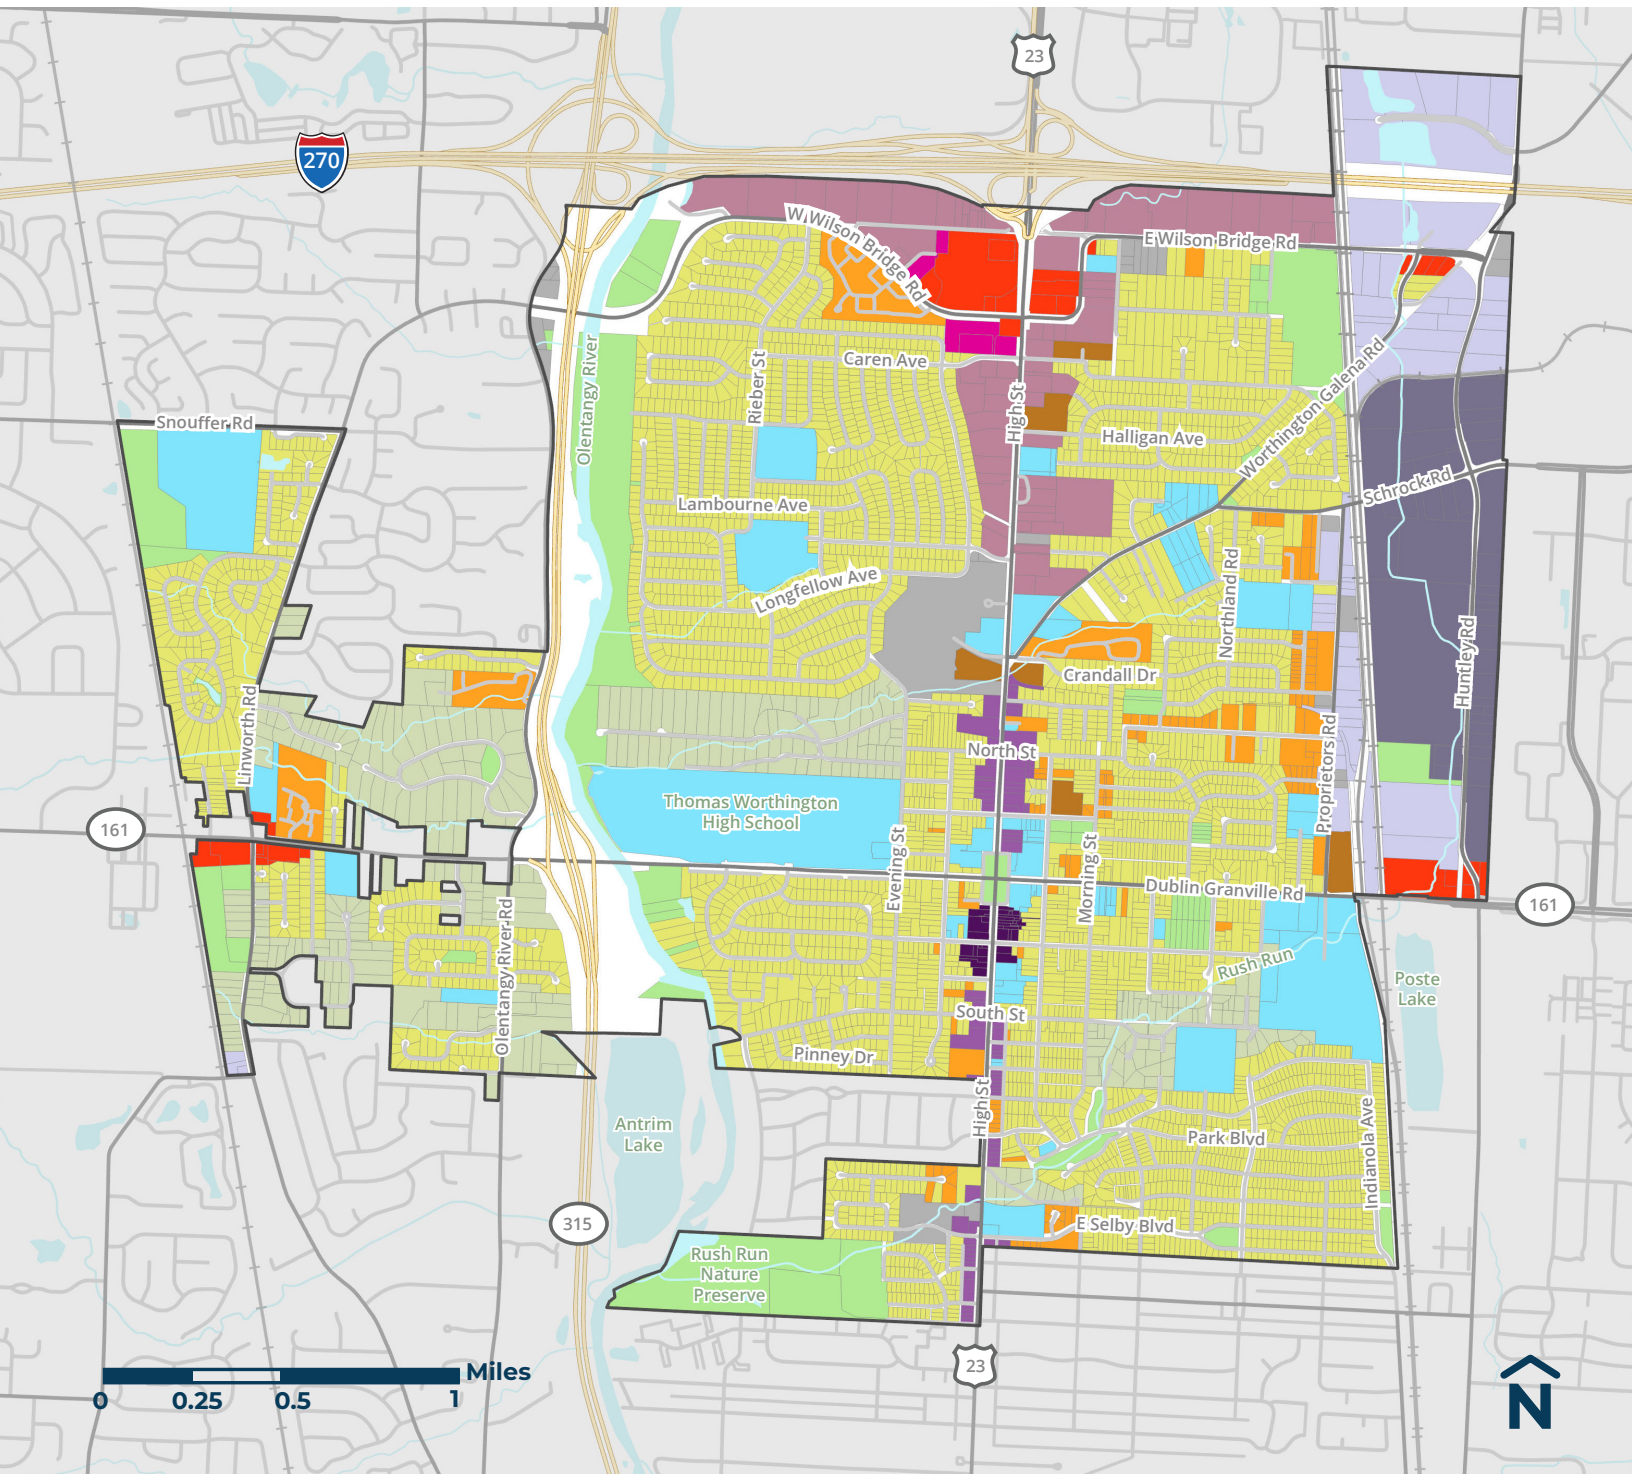 23
270
W Wilson Bridge Rd
E Wilson Bridge Rd
Olentangy River
Rieber St
Caren Ave
High St
Worthington Galena Rd
Snouffer Rd
Halligan Ave
Schrock Rd
Lambourne Ave
Longfellow Ave
Northland Rd
Huntley Rd
Crandall Dr
Linworth Rd
North St
Proprietors Rd
Thomas Worthington
High School
161
Evening St
Morning St
Dublin Granville Rd
161
Olentangy River Rd
Rush Run
Poste
Lake
South St
Pinney Dr
High St
Antrim
Lake
Park Blvd
Indianola Ave
315
E Selby Blvd
Rush Run
Nature
Preserve
23
Miles
0 0.25 0.5 1
N